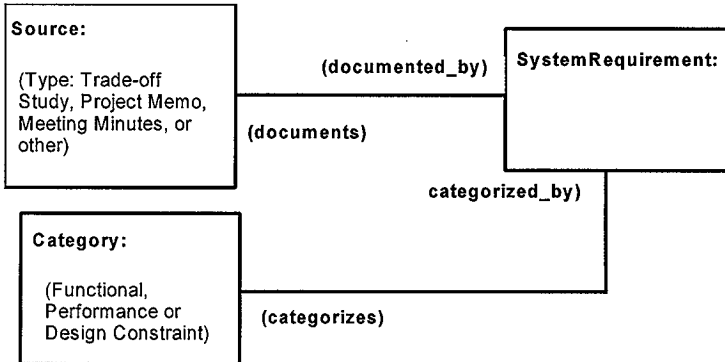 Source:
(Type: Trade-off
Study, Project Memo,
Meeting Minutes, or
other)
(documented_by)
(documents)
SystemRequirement:
categorized_by)
Category:
(Functional,
Performance or
Design Constraint)
(categorizes)